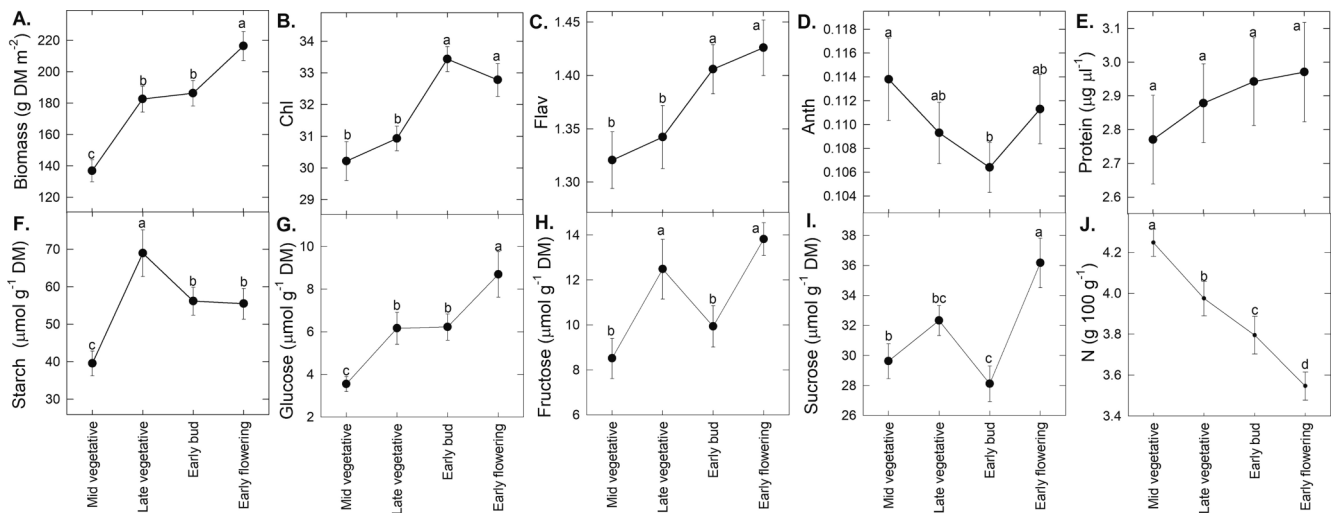 A.
Biomass (g DM m⁻²)
220
200
180
160
140
120
c
b
b
a
B.
Chl
34
33
32
31
30
29
b
b
a
a
C.
Flav
1.45
1.40
1.35
1.30
b
b
a
a
D.
Anth
0.118
0.116
0.114
0.112
0.110
0.108
0.106
0.104
a
ab
b
ab
E.
Protein (µg µl⁻¹)
3.1
3.0
2.9
2.8
2.7
2.6
a
a
a
a
F.
Starch (µmol g⁻¹ DM)
70
60
50
40
30
c
a
b
b
Mid vegetative
Late vegetative
Early bud
Early flowering
G.
Glucose (µmol g⁻¹ DM)
10
8
6
4
2
c
b
b
a
Mid vegetative
Late vegetative
Early bud
Early flowering
H.
Fructose (µmol g⁻¹ DM)
14
12
10
8
6
b
a
b
a
Mid vegetative
Late vegetative
Early bud
Early flowering
I.
Sucrose (µmol g⁻¹ DM)
38
36
34
32
30
28
26
b
bc
c
a
Mid vegetative
Late vegetative
Early bud
Early flowering
J.
N (g 100 g⁻¹)
4.2
4.0
3.8
3.6
3.4
a
b
c
d
Mid vegetative
Late vegetative
Early bud
Early flowering